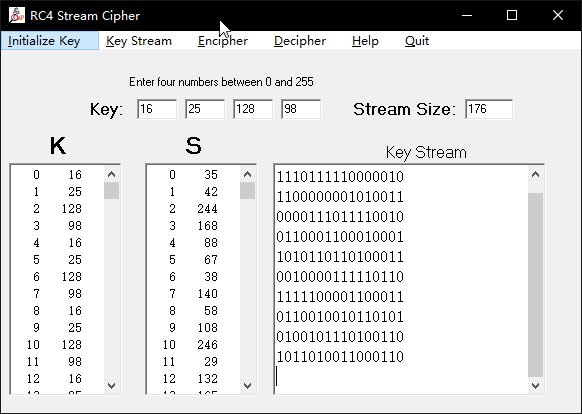 RC4 Stream Cipher
Initialize Key Key Stream Encipher Decipher Help Quit
Enter four numbers between 0 and 255
Key: 16 25 128 98 Stream Size: 176
K S Key Stream
0 16 0 35 1110111110000010
1 25 1 42 1100000001010011
2 128 2 244 0000111011110010
3 98 3 168 0110001100010001
4 16 4 88 1010110110100011
5 25 5 67 0010000111110110
6 128 6 38 1111100001100011
7 98 7 140 0110010010110101
8 16 8 58 0100101110100110
9 25 9 108 1011010011000110
10 128 10 246
11 98 11 29
12 16 12 132